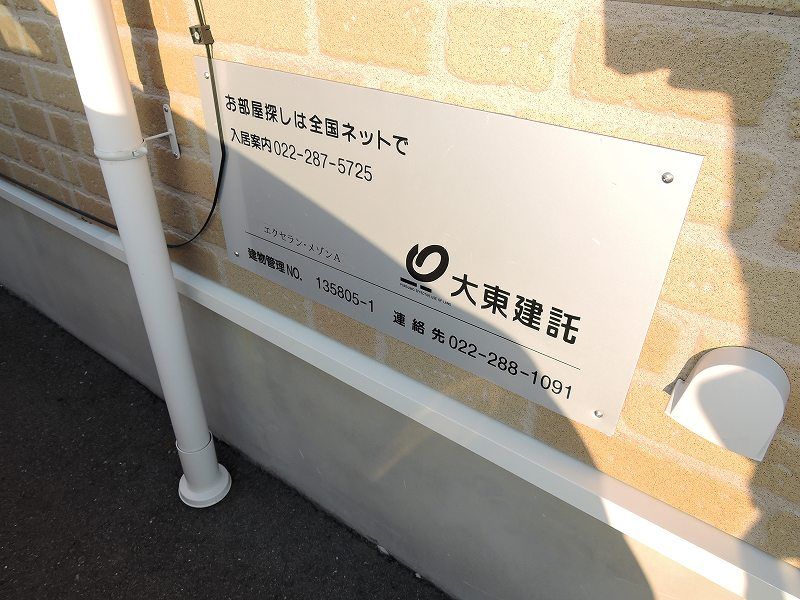 お部屋探しは全国ネットで
入居案内 022-287-5725
エクセラン・メゾンA
大東建託
建物管理NO. 135805-1 連絡先 022-288-1091